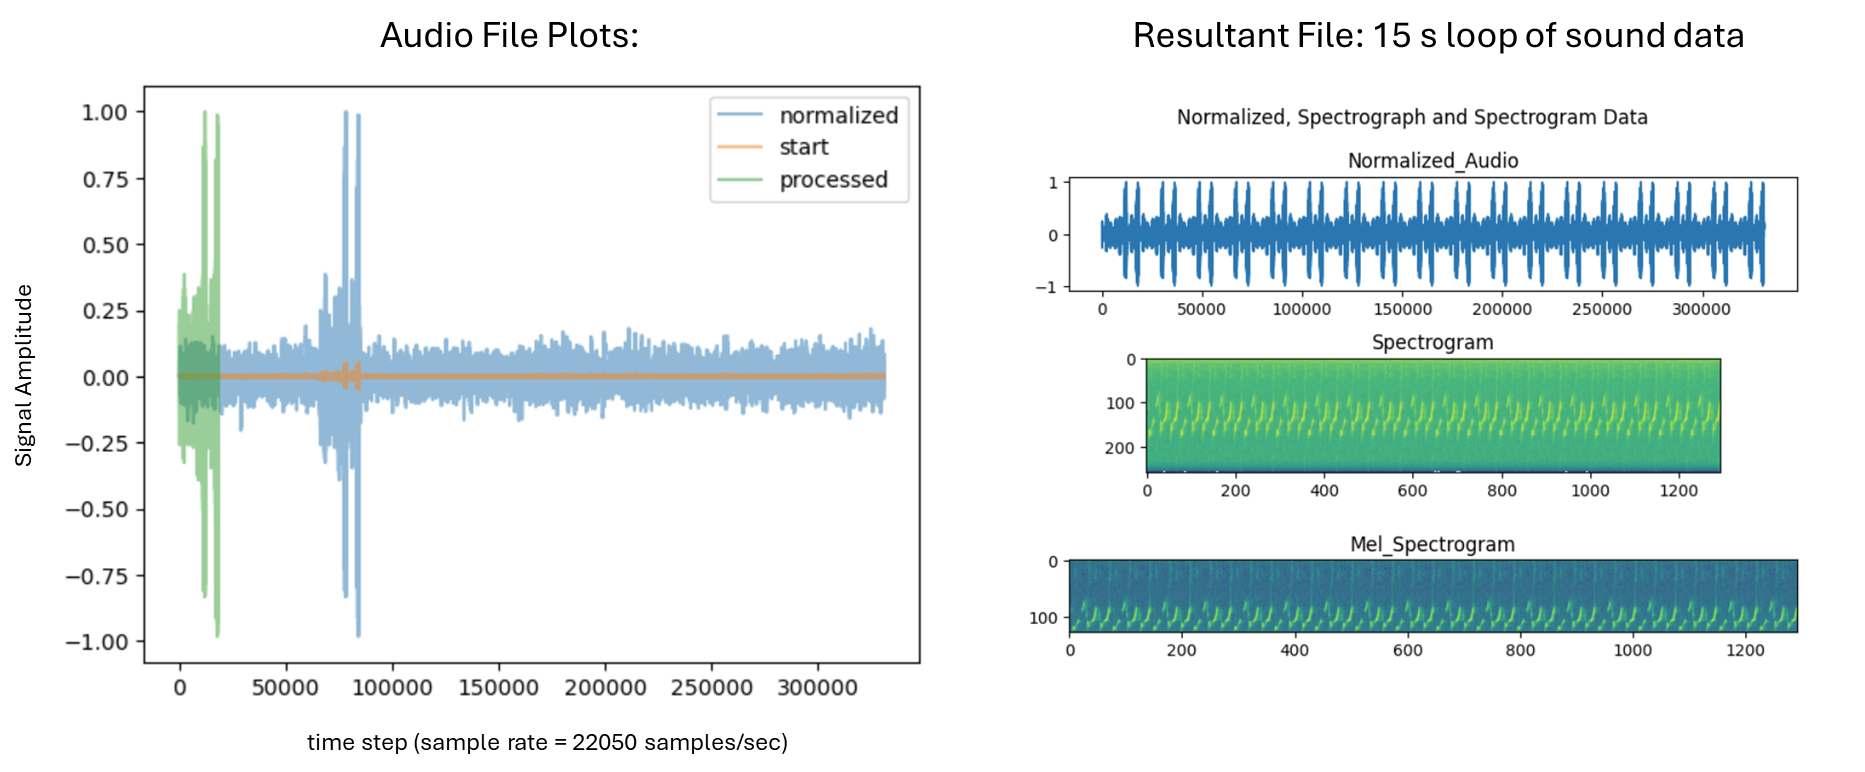 Audio File Plots:
1.00
0.75
0.50
0.25
0.00
−0.25
−0.50
−0.75
−1.00
Signal Amplitude
normalized
start
processed
0 50000 100000 150000 200000 250000 300000
time step (sample rate = 22050 samples/sec)
Resultant File: 15 s loop of sound data
Normalized, Spectrograph and Spectrogram Data
Normalized_Audio
1
0
−1
0 50000 100000 150000 200000 250000 300000
Spectrogram
0
100
200
0 200 400 600 800 1000 1200
Mel_Spectrogram
0
100
0 200 400 600 800 1000 1200